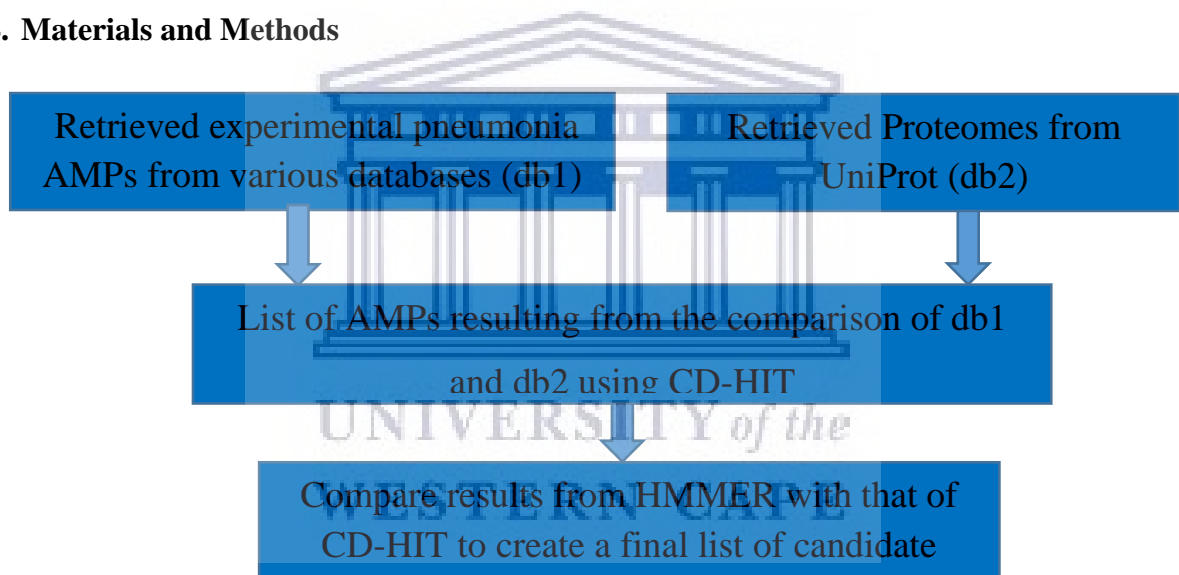 . Materials and Methods
Retrieved experimental pneumonia
AMPs from various databases (db1)
Retrieved Proteomes from
UniProt (db2)
List of AMPs resulting from the comparison of db1
and db2 using CD-HIT
UNIVERSITY of the
Compare results from HMMER with that of
WESTERN CAPE
CD-HIT to create a final list of candidate